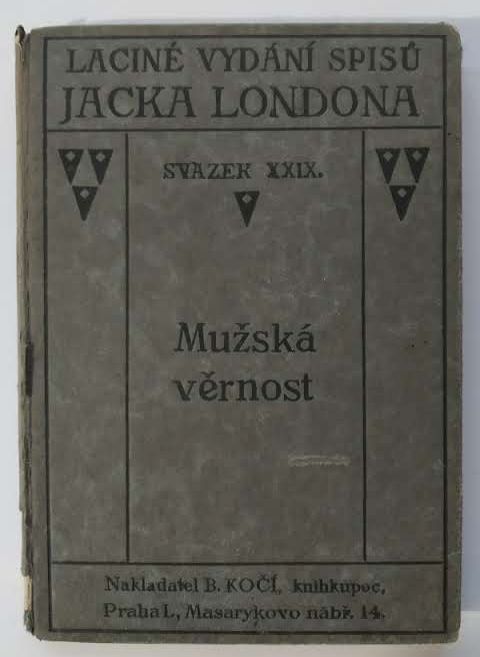 LACINÉ VYDÁNÍ SPISŮ
JACKA LONDONA
SVAZEK XXIX.
Mužská
věrnost
Nakladatel B. KOČÍ, knihkupec,
Praha I., Masarykovo nábř. 14.